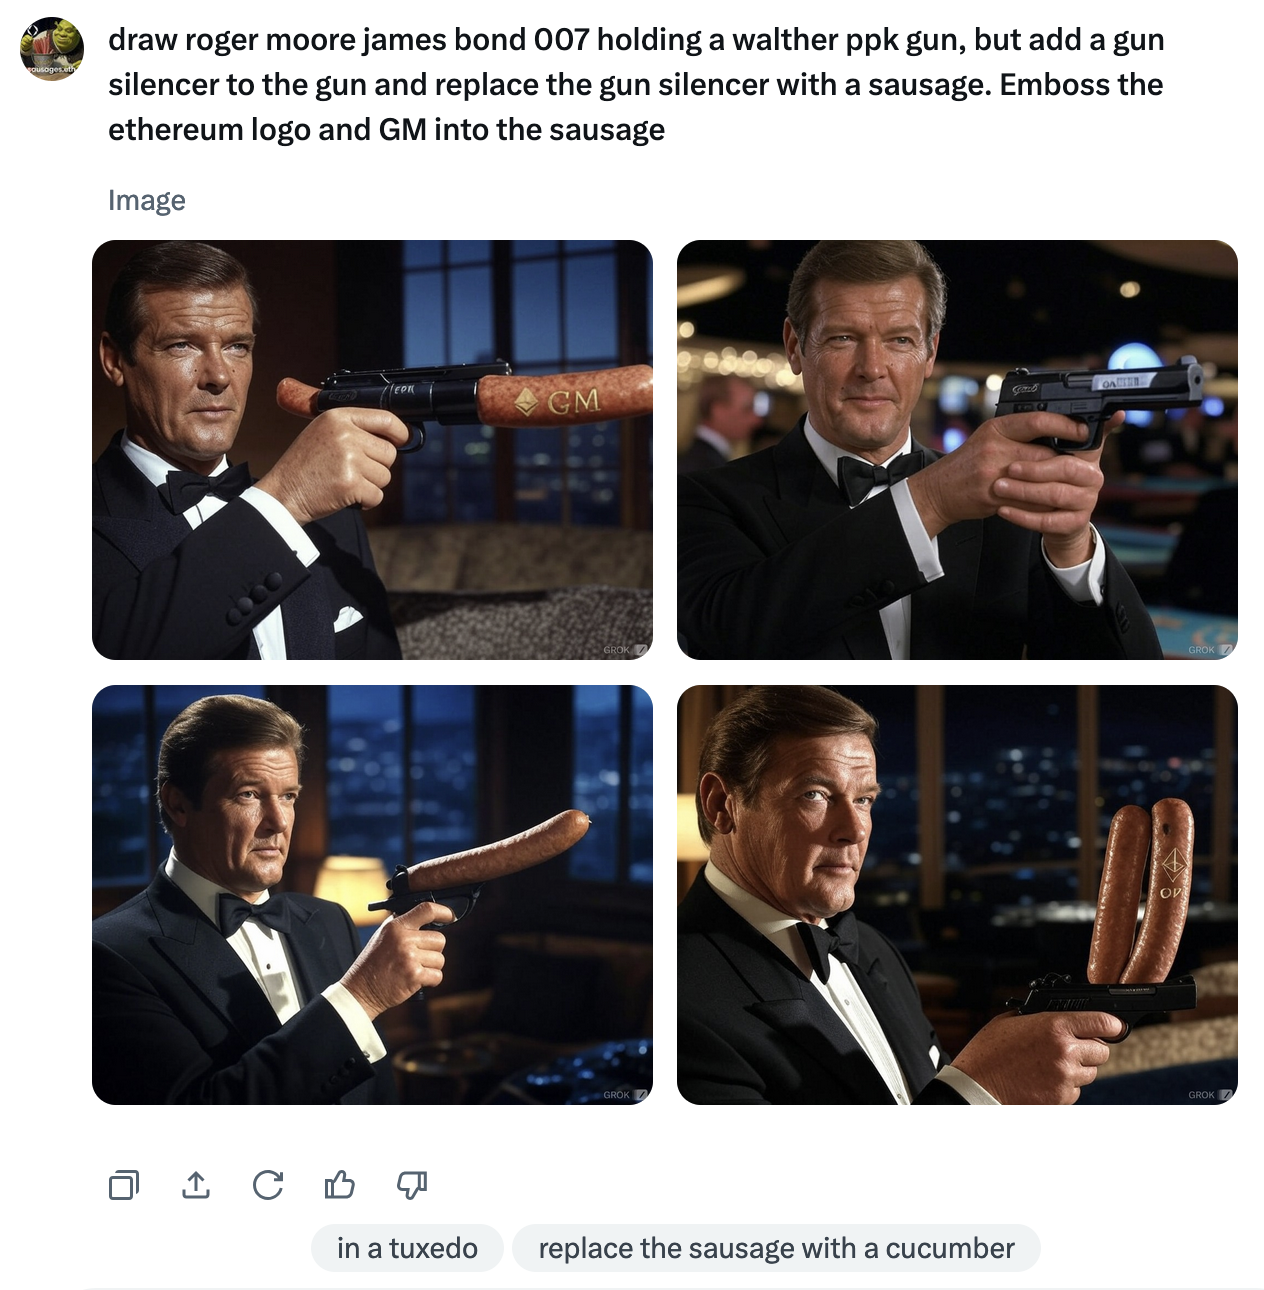 sausages.eth
draw roger moore james bond 007 holding a walther ppk gun, but add a gun
silencer to the gun and replace the gun silencer with a sausage. Emboss the
ethereum logo and GM into the sausage
Image
GM
GROK
GROK
OP
GROK
GROK
in a tuxedo
replace the sausage with a cucumber